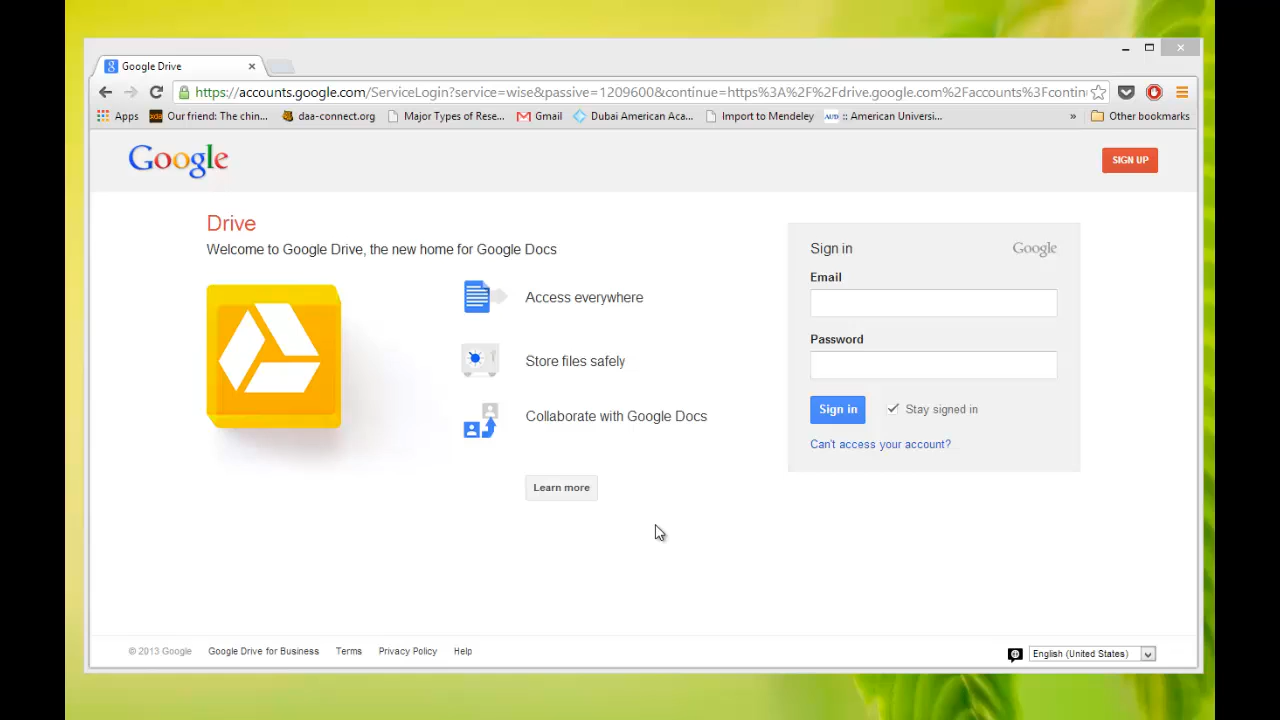 Google Drive
https://accounts.google.com/ServiceLogin?service=wise&passive=1209600&continue=https%3A%2F%2Fdrive.google.com%2Faccounts%3Fcontin
Apps Our friend: The chin... daa-connect.org Major Types of Rese... Gmail Dubai American Aca... Import to Mendeley AUD :: American Universi... » Other bookmarks
Google
SIGN UP
Drive
Welcome to Google Drive, the new home for Google Docs
Access everywhere
Store files safely
Collaborate with Google Docs
Learn more
Sign in Google
Email
Password
Sign in Stay signed in
Can't access your account?
© 2013 Google Google Drive for Business Terms Privacy Policy Help English (United States)